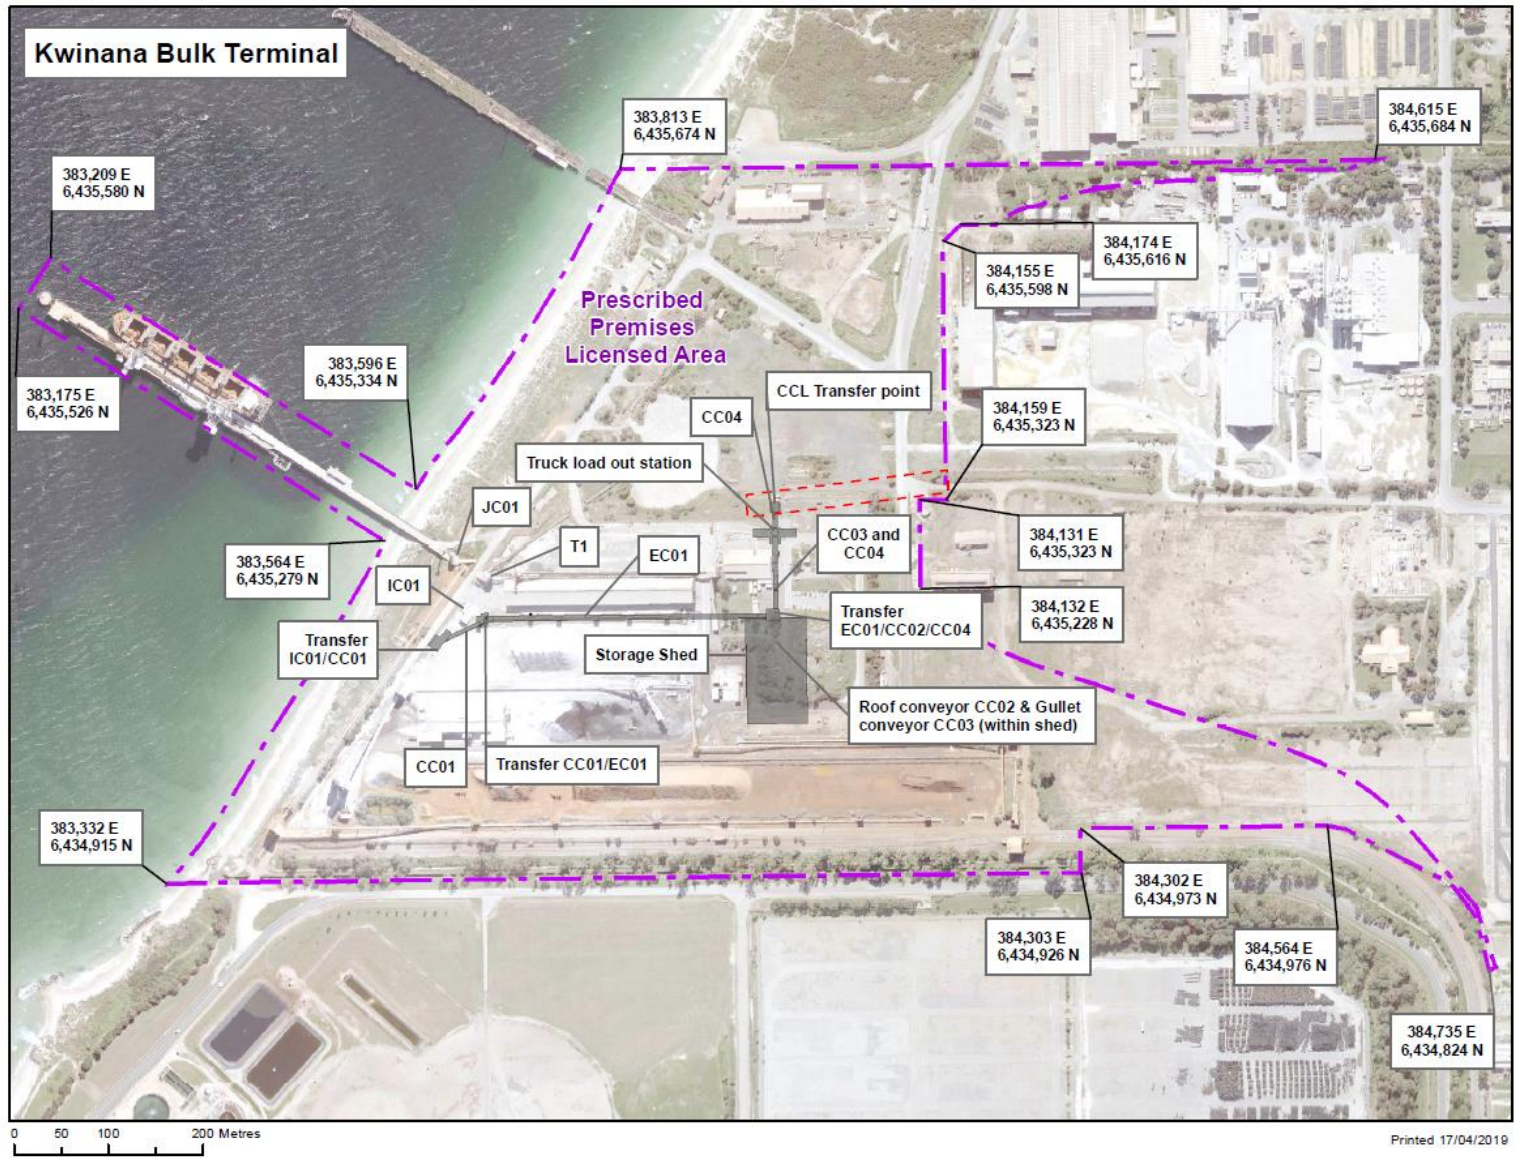 Kwinana Bulk Terminal
383,813 E
6,435,674 N
384,615 E
6,435,684 N
383,209 E
6,435,580 N
384,174 E
6,435,616 N
384,155 E
6,435,598 N
Prescribed
Premises
Licensed Area
383,596 E
6,435,334 N
383,175 E
6,435,526 N
CCL Transfer point
CC04
384,159 E
6,435,323 N
Truck load out station
JC01
T1
EC01
CC03 and
CC04
384,131 E
6,435,323 N
383,564 E
6,435,279 N
IC01
Transfer
EC01/CC02/CC04
384,132 E
6,435,228 N
Transfer
IC01/CC01
Storage Shed
Roof conveyor CC02 & Gullet
conveyor CC03 (within shed)
CC01
Transfer CC01/EC01
383,332 E
6,434,915 N
384,302 E
6,434,973 N
384,303 E
6,434,926 N
384,564 E
6,434,976 N
384,735 E
6,434,824 N
0 50 100 200 Metres
Printed 17/04/2019